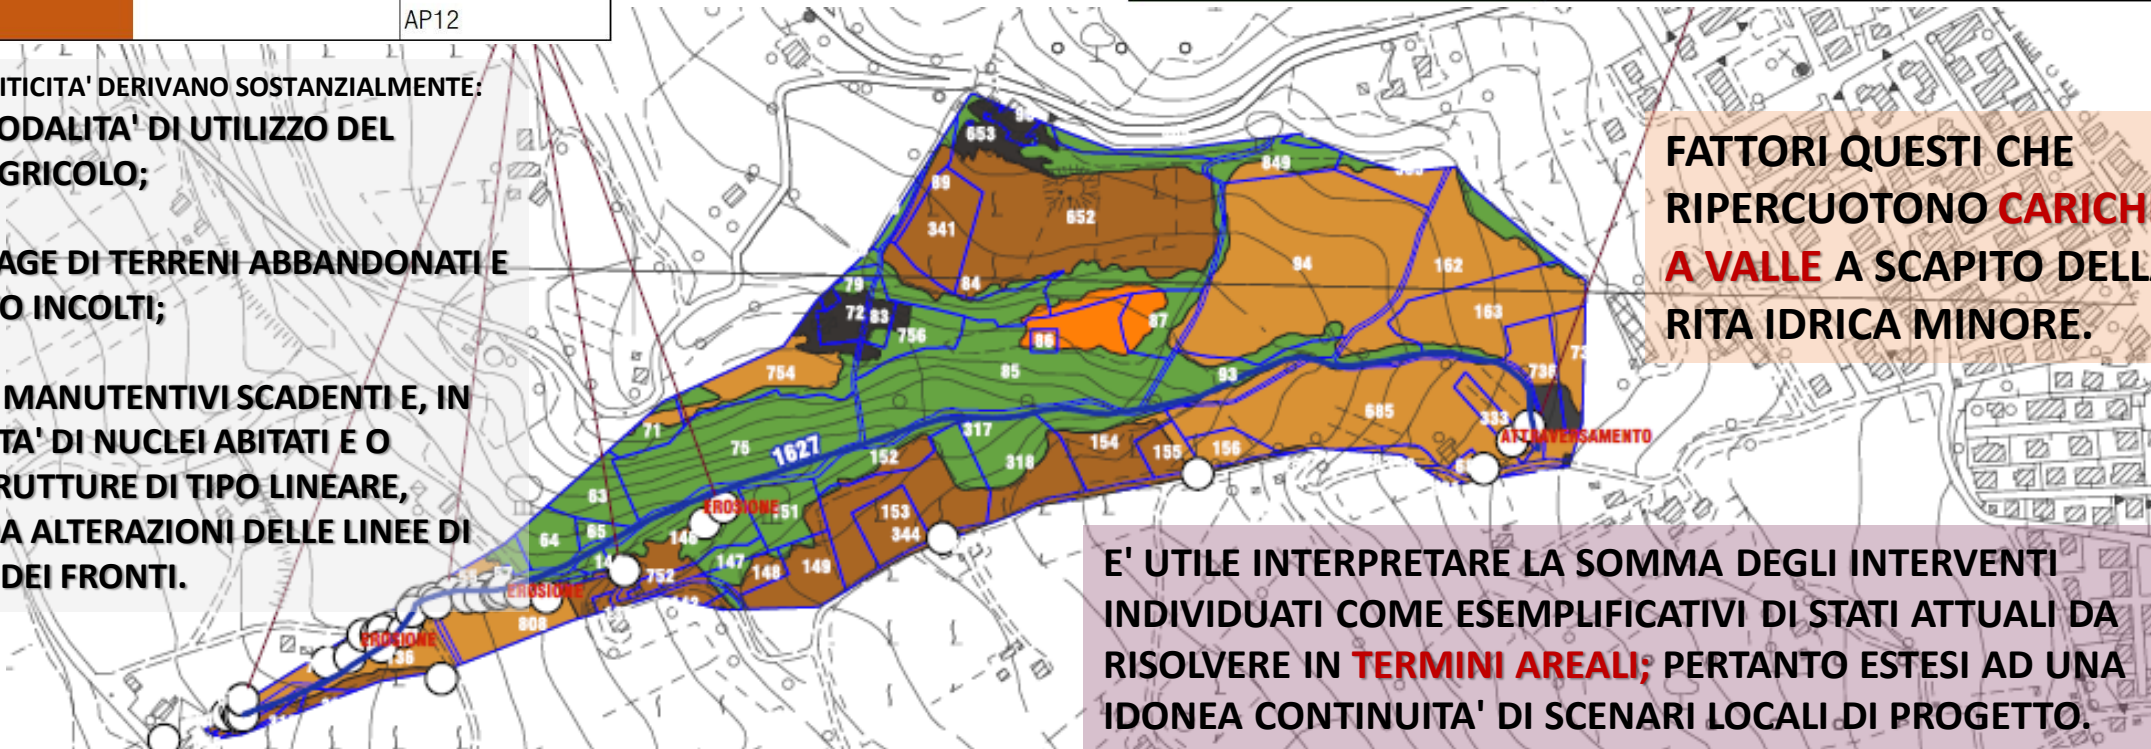 AP12
ITICITA' DERIVANO SOSTANZIALMENTE:
ODALITA' DI UTILIZZO DEL
GRICOLO;
AGE DI TERRENI ABBANDONATI E
O INCOLTI;
MANUTENTIVI SCADENTI E, IN
TA' DI NUCLEI ABITATI E O
RUTTURE DI TIPO LINEARE,
A ALTERAZIONI DELLE LINEE DI
DEI FRONTI.
FATTORI QUESTI CHE
RIPERCUOTONO CARICH
A VALLE A SCAPITO DELL
RITA IDRICA MINORE.
653
849
89
341
652
94
162
84
79
72
83
756
87
163
86
754
85
93
738
71
685
333
317
75
1627
152
154
155
156
318
ATTRAVERSAMENTO
63
EROSIONE
51
153
344
64
65
146
147
148
149
752
EROSIONE
808
EROSIONE
136
E' UTILE INTERPRETARE LA SOMMA DEGLI INTERVENTI
INDIVIDUATI COME ESEMPLIFICATIVI DI STATI ATTUALI DA
RISOLVERE IN TERMINI AREALI; PERTANTO ESTESI AD UNA
IDONEA CONTINUITA' DI SCENARI LOCALI DI PROGETTO.